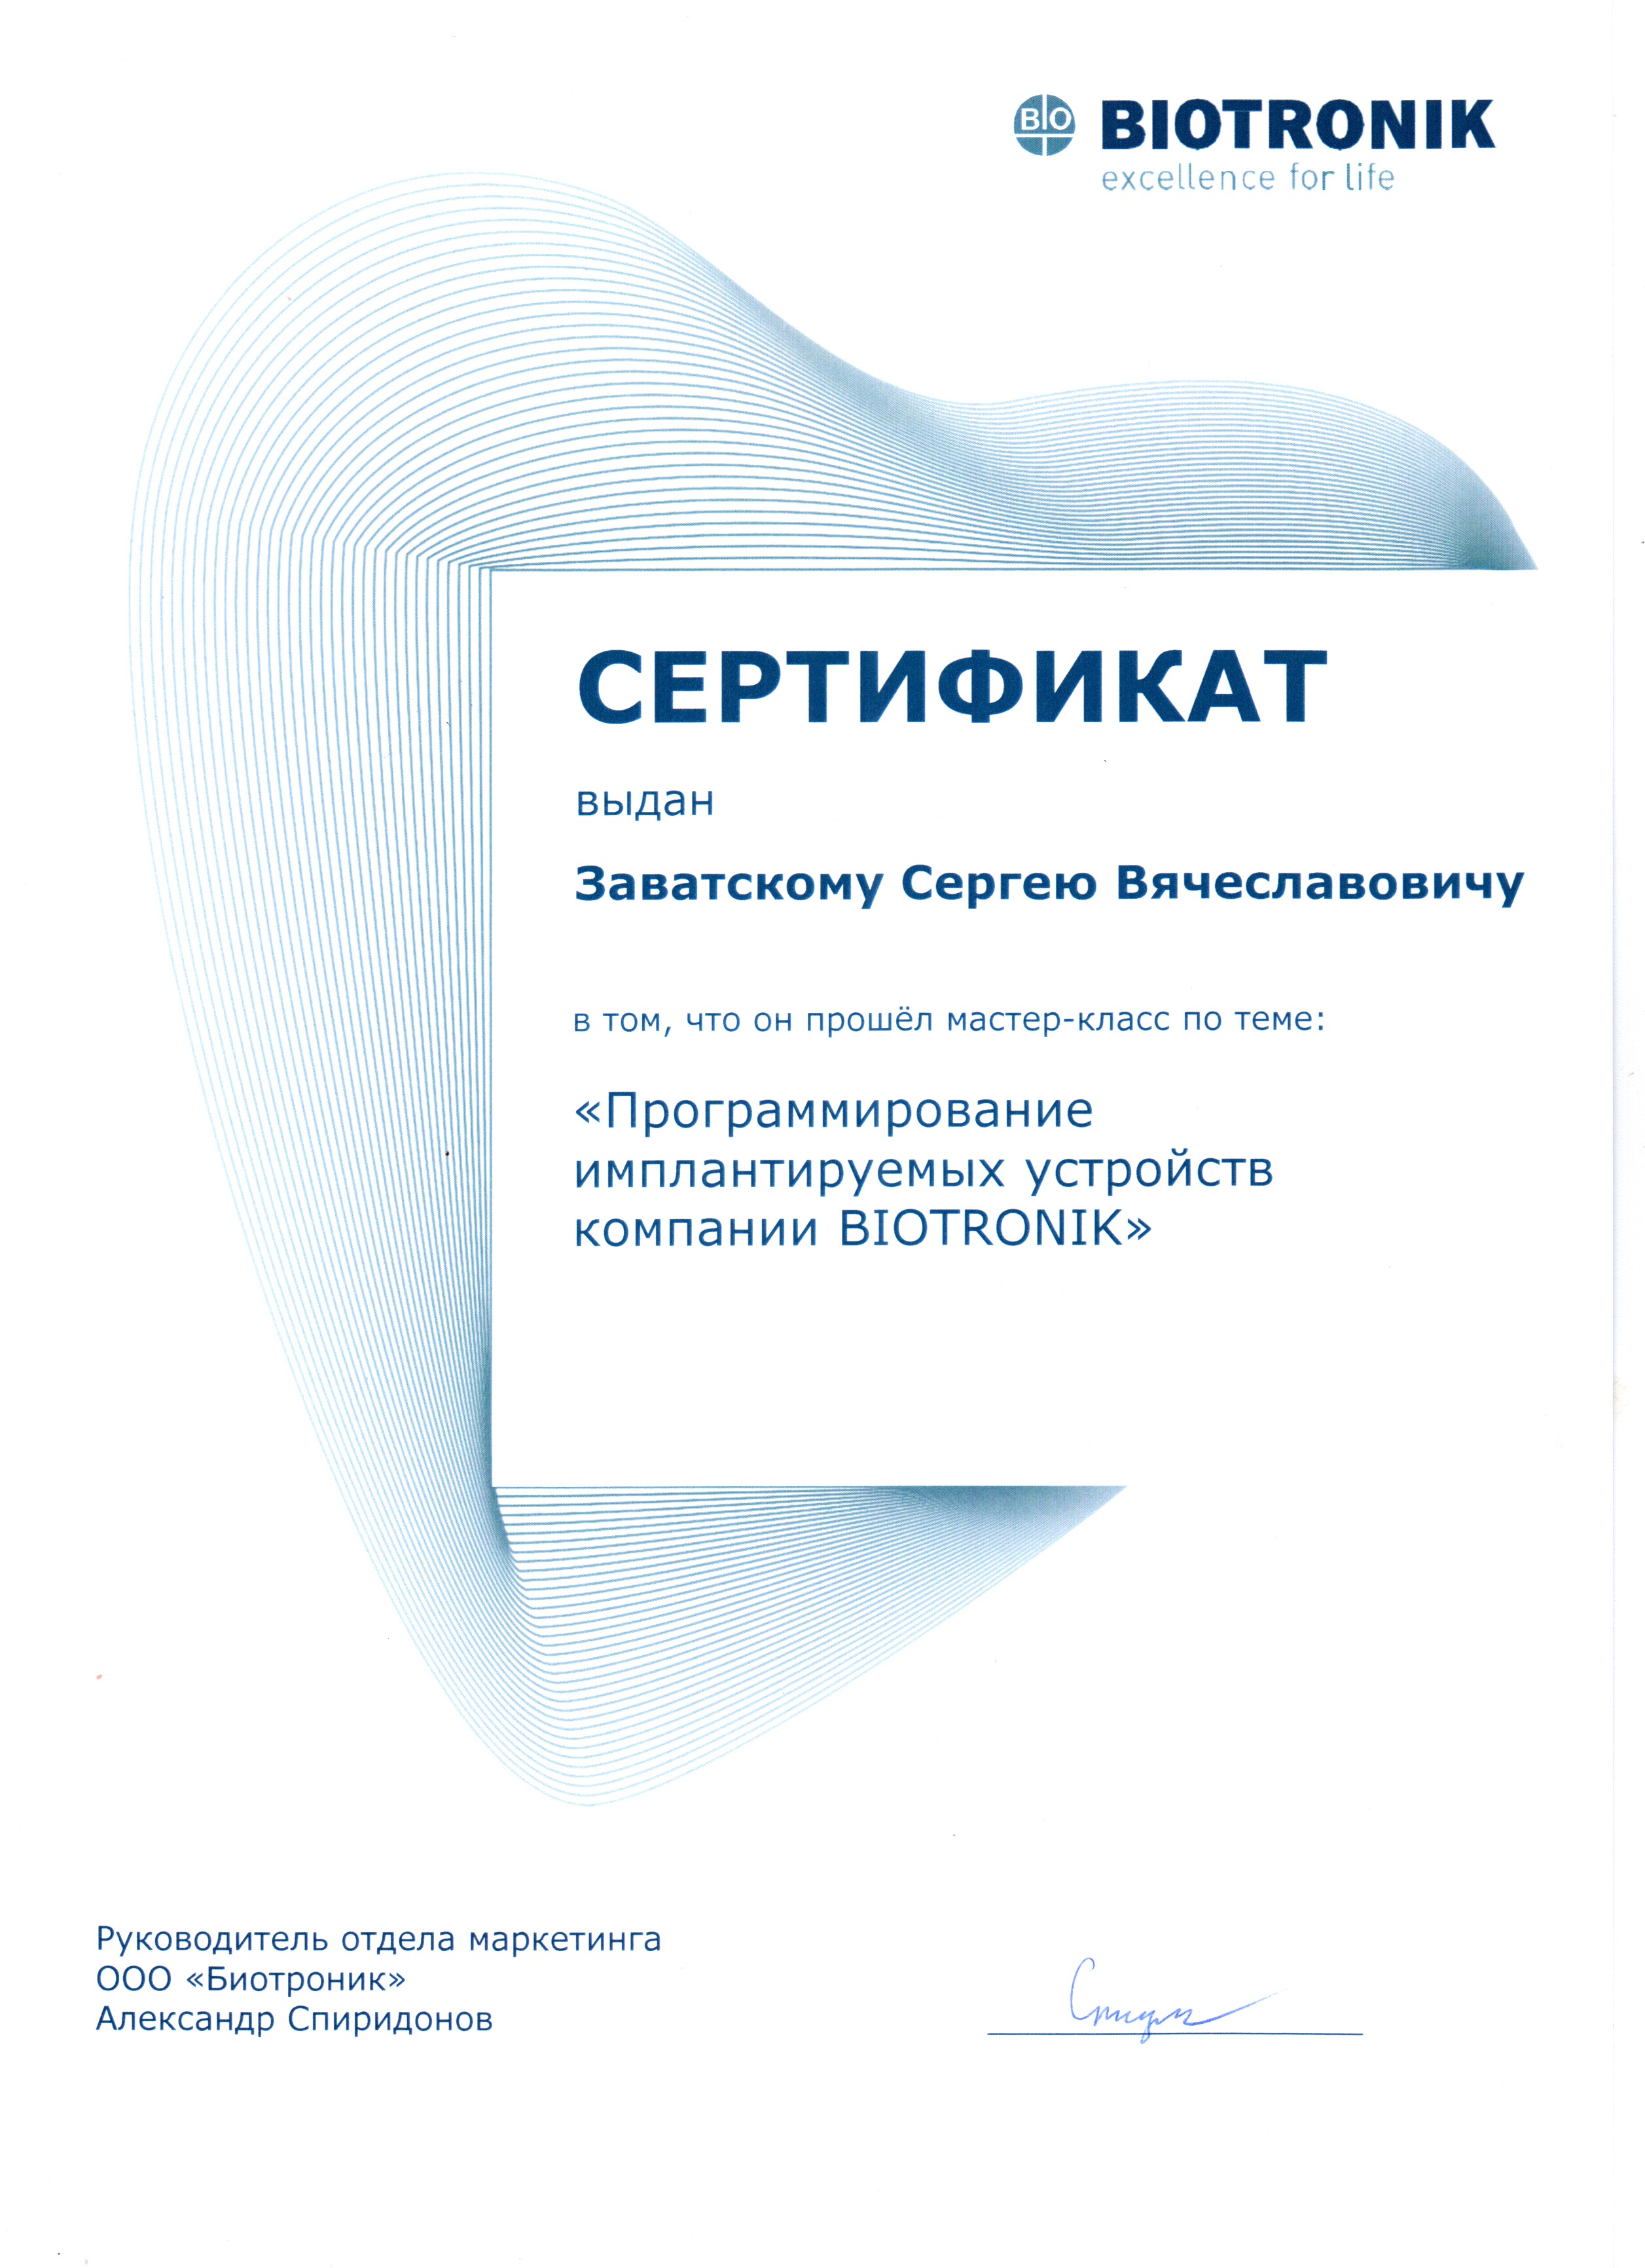 BIO BIOTRONIK
excellence for life
СЕРТИФИКАТ
выдан
Заватскому Сергею Вячеславовичу
в том, что он прошёл мастер-класс по теме:
«Программирование
имплантируемых устройств
компании BIOTRONIK»
Руководитель отдела маркетинга
ООО «Биотроник»
Александр Спиридонов